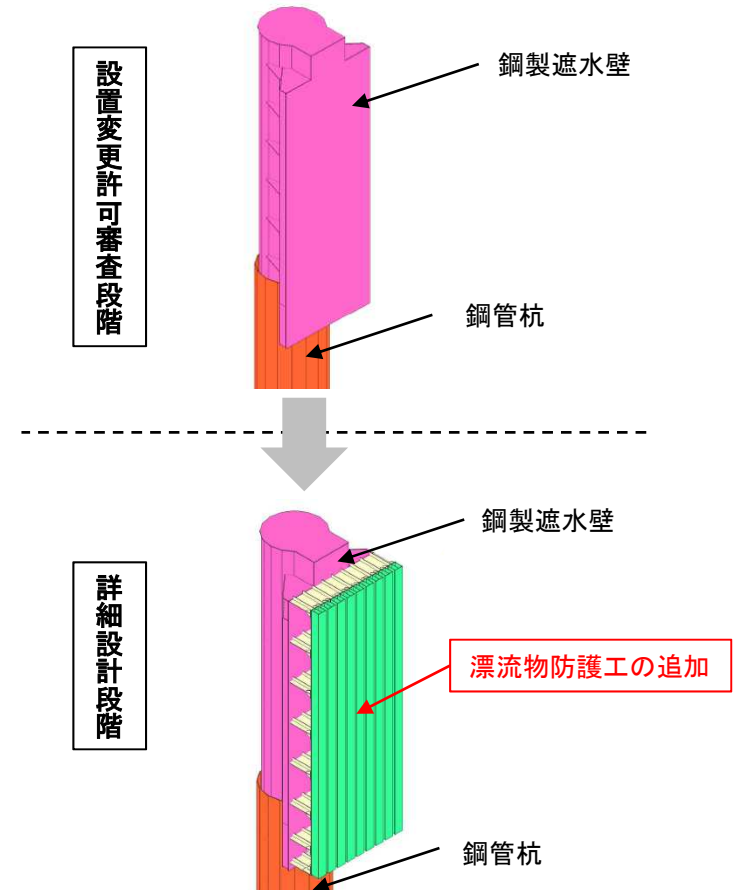 設置変更許可審査段階
鋼製遮水壁
鋼管杭
詳細設計段階
鋼製遮水壁
漂流物防護工の追加
鋼管杭